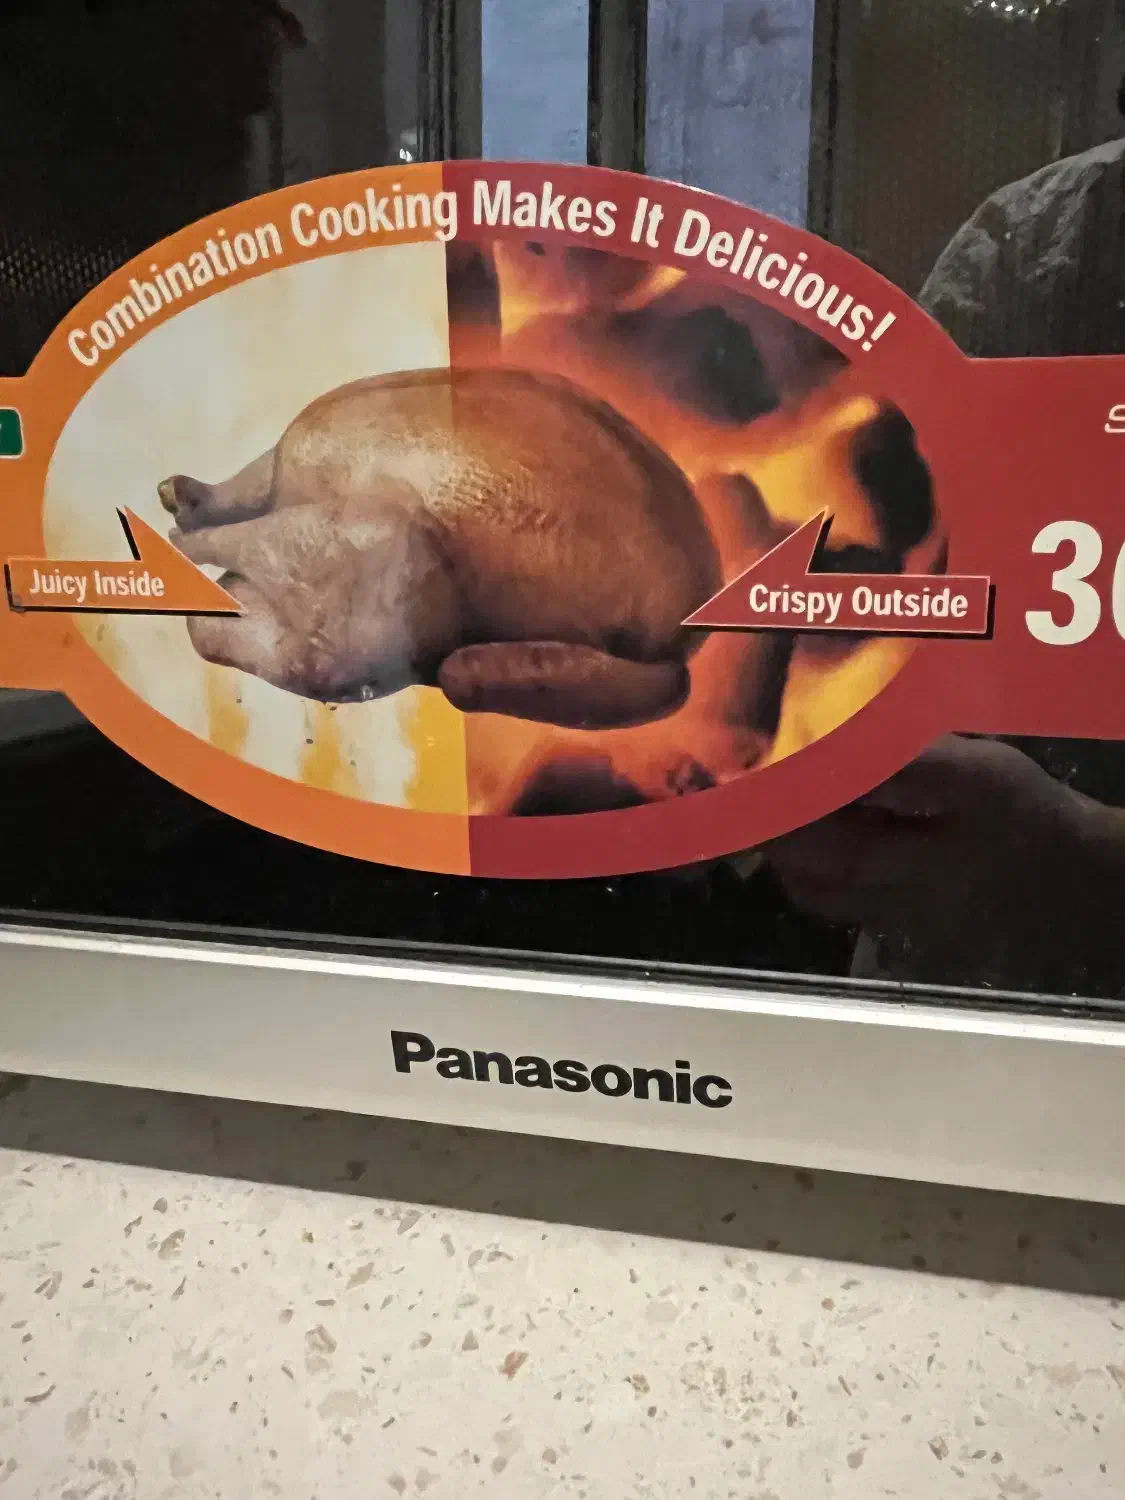 Combination Cooking Makes It Delicious!
Juicy Inside
Crispy Outside
Panasonic